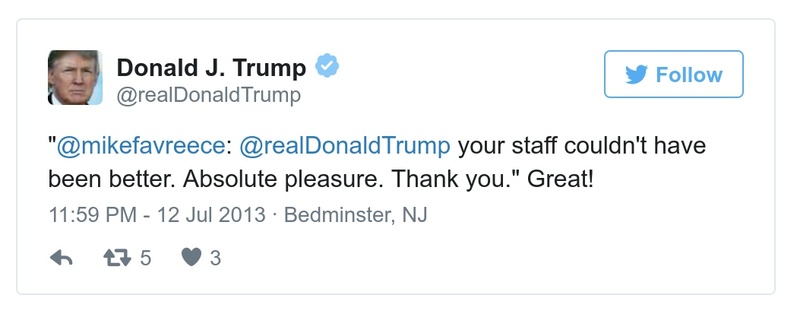 Donald J. Trump
Follow
@realDonaldTrump
"@mikefavreece: @realDonaldTrump your staff couldn't have
been better. Absolute pleasure. Thank you." Great!
11:59 PM - 12 Jul 2013 · Bedminster, NJ
5 3